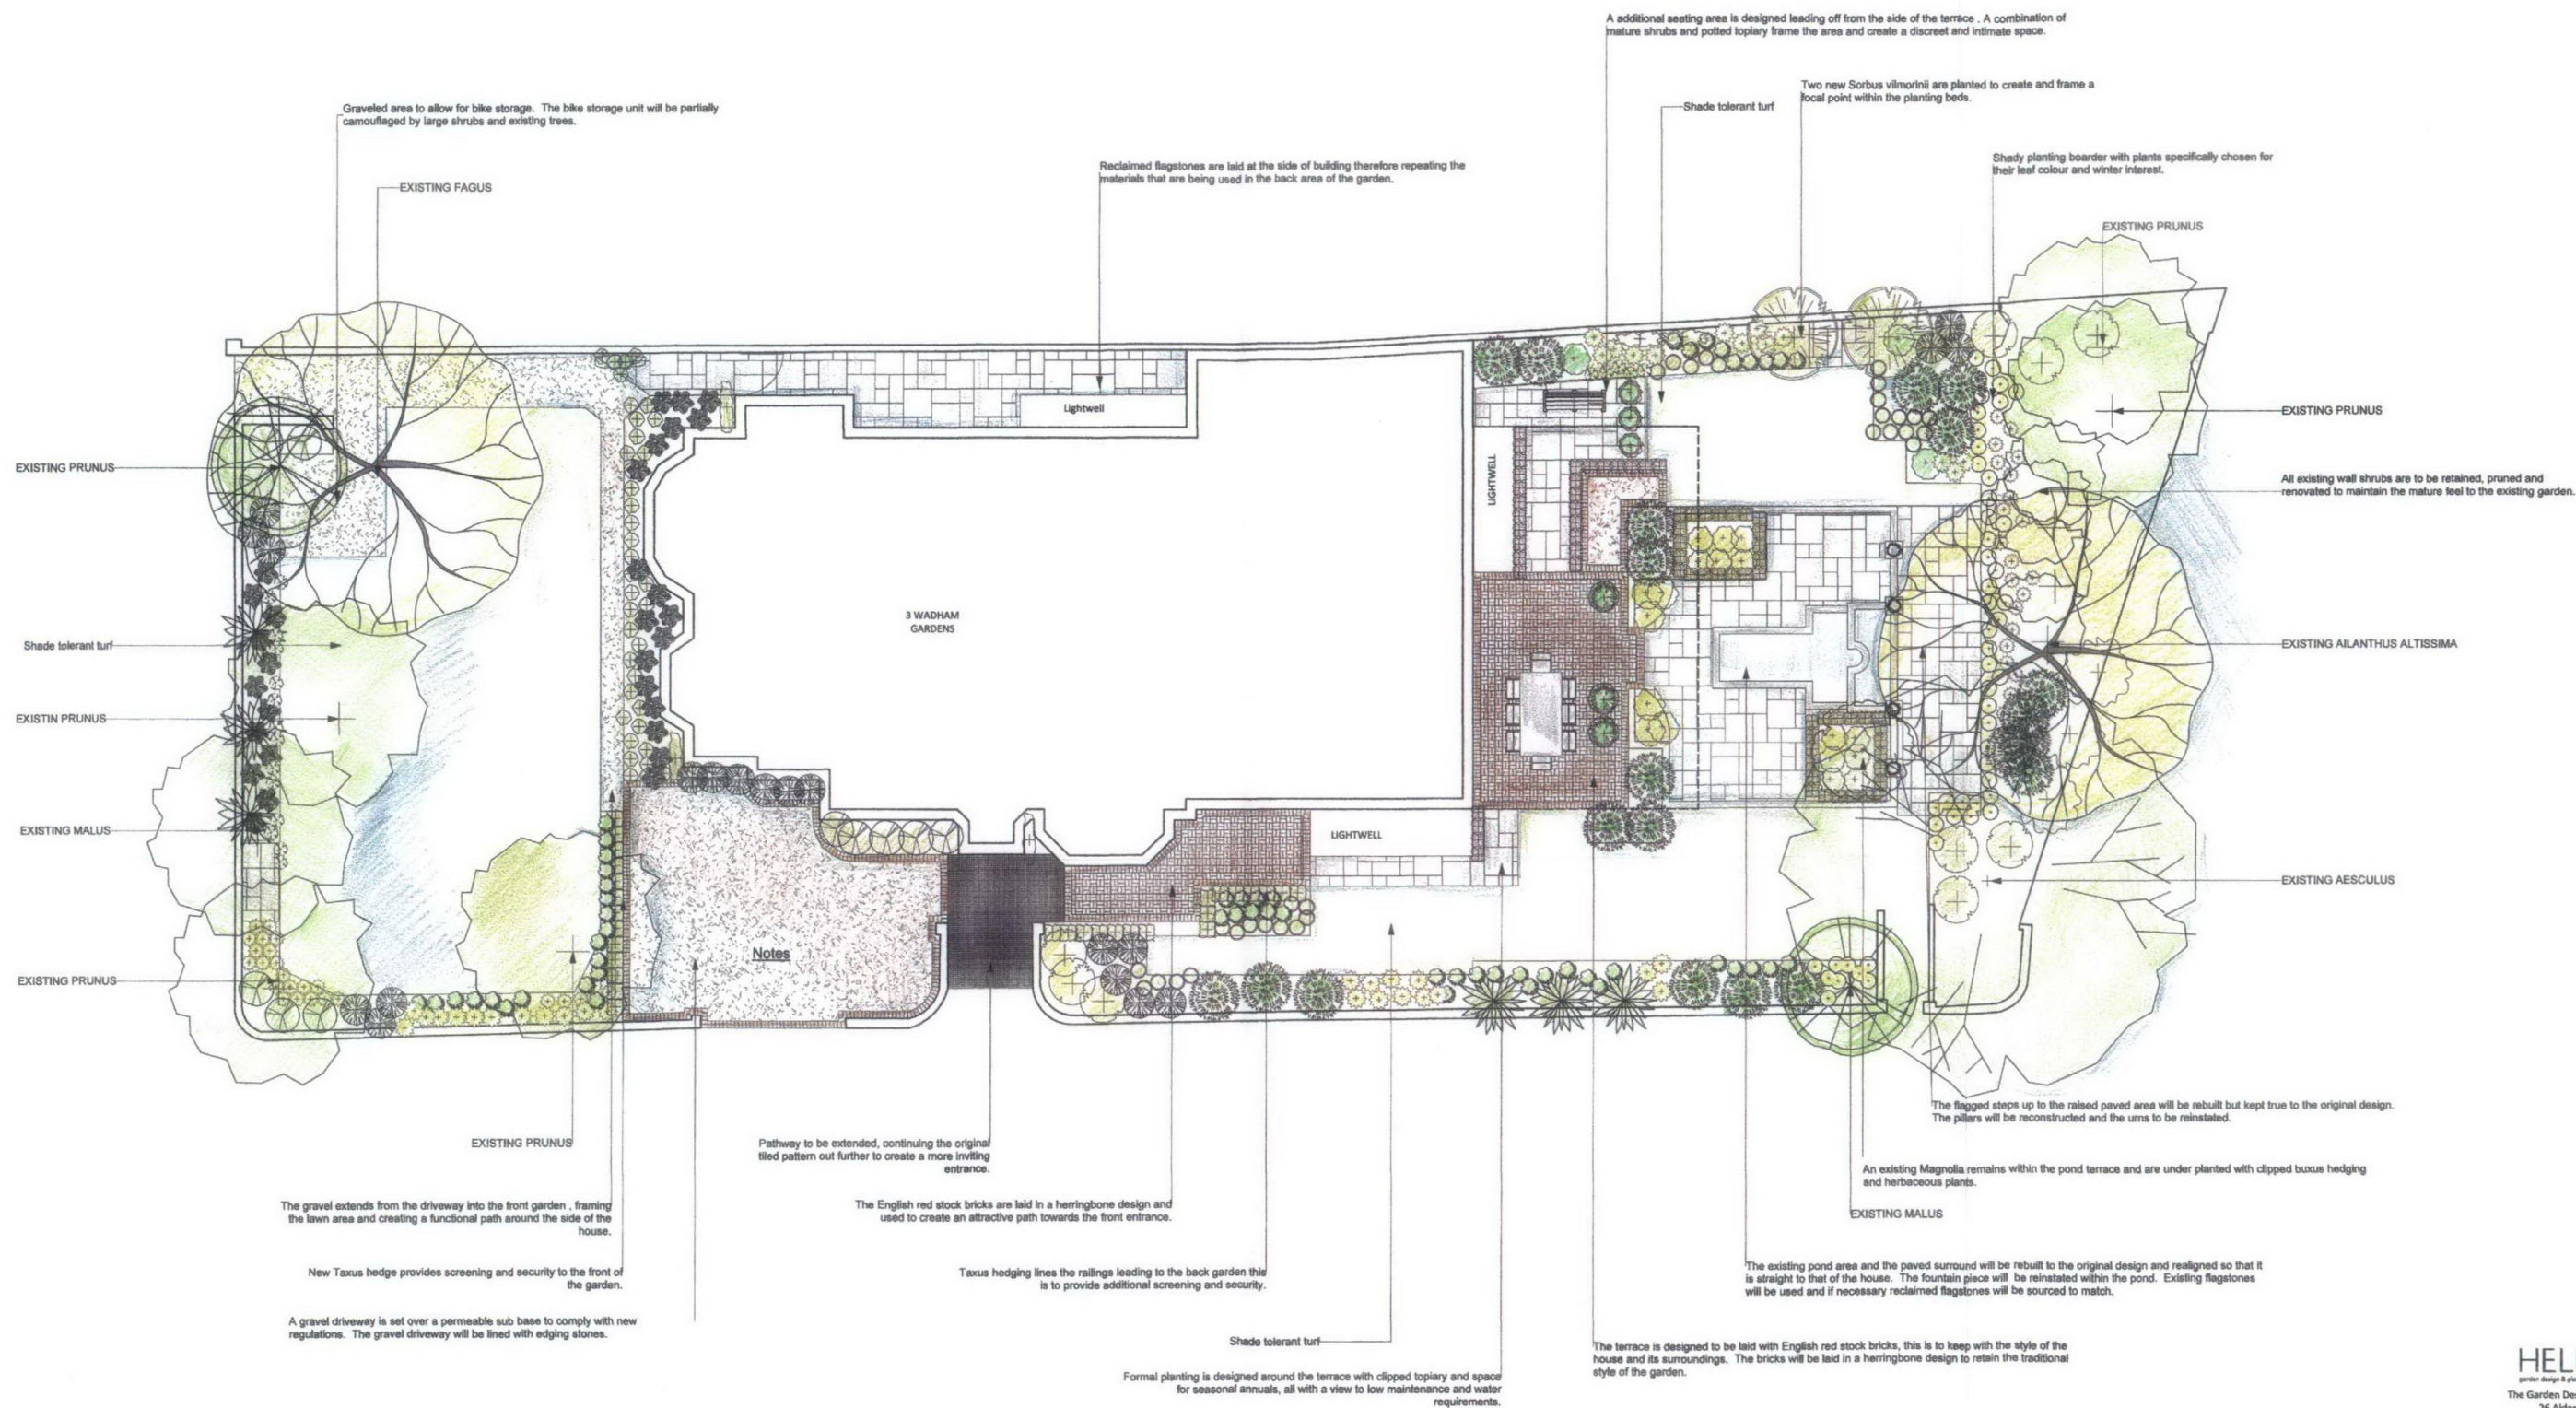 A additional seating area is designed leading off from the side of the terrace . A combination of
mature shrubs and potted topiary frame the area and create a discreet and intimate space.
Graveled area to allow for bike storage. The bike storage unit will be partially
camouflaged by large shrubs and existing trees.
Two new Sorbus vilmorinii are planted to create and frame a
focal point within the planting beds.
Shade tolerant turf
Reclaimed flagstones are laid at the side of building therefore repeating the
materials that are being used in the back area of the garden.
Shady planting boarder with plants specifically chosen for
their leaf colour and winter interest.
EXISTING FAGUS
EXISTING PRUNUS
Lightwell
EXISTING PRUNUS
EXISTING PRUNUS
LIGHTWELL
All existing wall shrubs are to be retained, pruned and
renovated to maintain the mature feel to the existing garden.
3 WADHAM
GARDENS
Shade tolerant turf
EXISTING AILANTHUS ALTISSIMA
EXISTIN PRUNUS
EXISTING MALUS
LIGHTWELL
EXISTING AESCULUS
Notes
EXISTING PRUNUS
The flagged steps up to the raised paved area will be rebuilt but kept true to the original design.
The pillars will be reconstructed and the urns to be reinstated.
EXISTING PRUNUS
Pathway to be extended, continuing the original
tiled pattern out further to create a more inviting
entrance.
An existing Magnolia remains within the pond terrace and are under planted with clipped buxus hedging
and herbaceous plants.
The gravel extends from the driveway into the front garden , framing
the lawn area and creating a functional path around the side of the
house.
The English red stock bricks are laid in a herringbone design and
used to create an attractive path towards the front entrance.
EXISTING MALUS
New Taxus hedge provides screening and security to the front of
the garden.
Taxus hedging lines the railings leading to the back garden this
is to provide additional screening and security.
The existing pond area and the paved surround will be rebuilt to the original design and realigned so that it
is straight to that of the house. The fountain piece will be reinstated within the pond. Existing flagstones
will be used and if necessary reclaimed flagstones will be sourced to match.
A gravel driveway is set over a permeable sub base to comply with new
regulations. The gravel driveway will be lined with edging stones.
Shade tolerant turf
The terrace is designed to be laid with English red stock bricks, this is to keep with the style of the
house and its surroundings. The bricks will be laid in a herringbone design to retain the traditional
style of the garden.
Formal planting is designed around the terrace with clipped topiary and space
for seasonal annuals, all with a view to low maintenance and water
requirements.
HEL
garden design &
The Garden